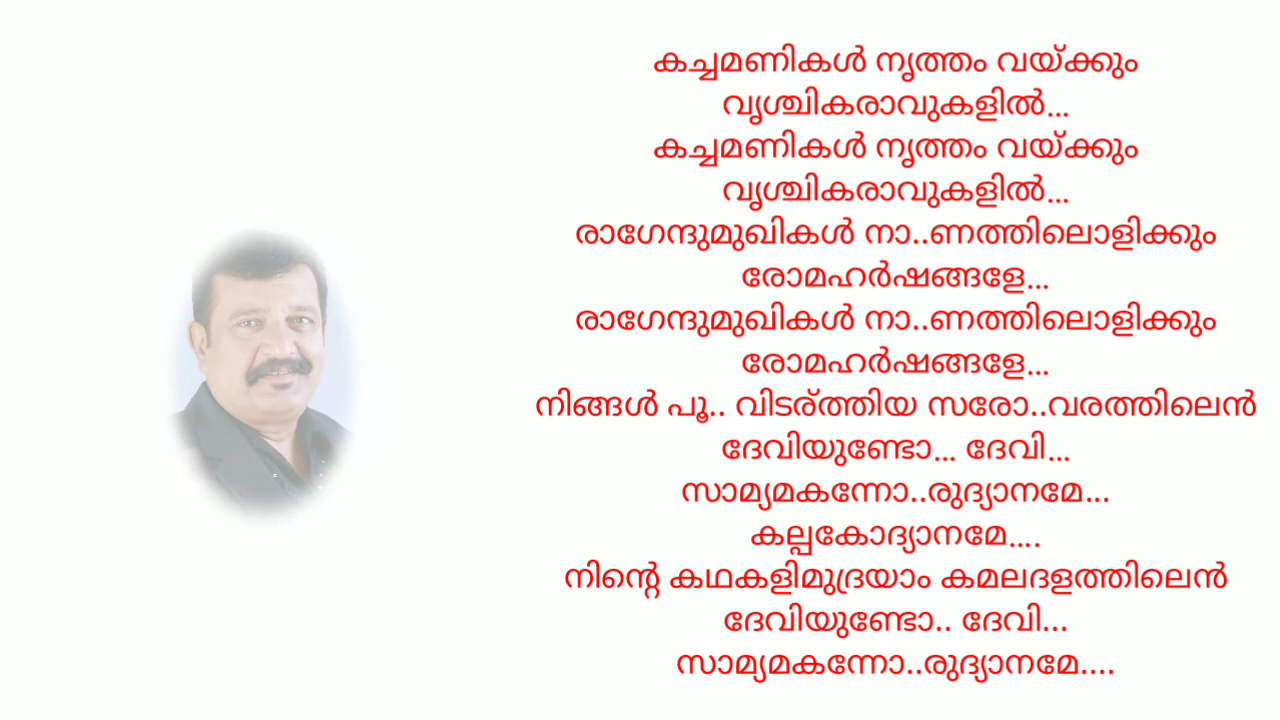 കച്ചമണികൾ നൃത്തം വയ്ക്കും
വൃശ്ചികരാവുകളിൽ...
കച്ചമണികൾ നൃത്തം വയ്ക്കും
വൃശ്ചികരാവുകളിൽ...
രാഗേന്ദുമുഖികൾ നാ..ണത്തിലൊളിക്കും
രോമഹർഷങ്ങളേ...
രാഗേന്ദുമുഖികൾ നാ..ണത്തിലൊളിക്കും
രോമഹർഷങ്ങളേ...
നിങ്ങൾ പൂ.. വിടര്ത്തിയ സരോ..വരത്തിലെൻ
ദേവിയുണ്ടോ... ദേവി...
സാമ്യമകന്നോ..രുദ്യാനമേ...
കല്പകോദ്യാനമേ....
നിന്റെ കഥകളിമുദ്രയാം കമലദളത്തിലെൻ
ദേവിയുണ്ടോ.. ദേവി...
സാമ്യമകന്നോ..രുദ്യാനമേ....